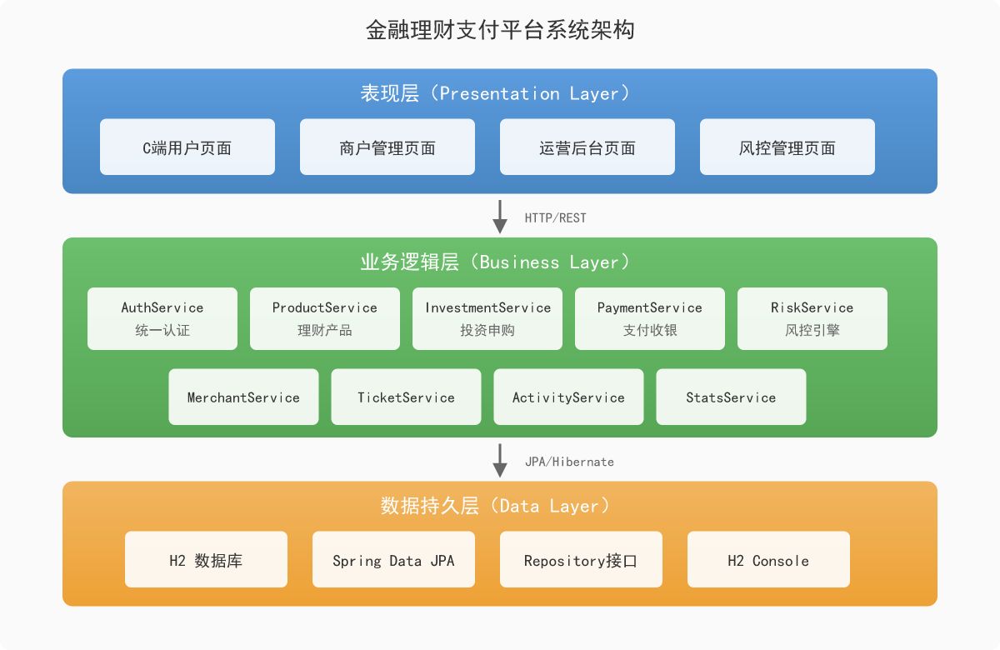 金融理财支付平台系统架构
表现层（Presentation Layer）
C端用户页面
商户管理页面
运营后台页面
风控管理页面
HTTP/REST
业务逻辑层（Business Layer）
AuthService
统一认证
ProductService
理财产品
InvestmentService
投资申购
PaymentService
支付收银
RiskService
风控引擎
MerchantService
TicketService
ActivityService
StatsService
JPA/Hibernate
数据持久层（Data Layer）
H2 数据库
Spring Data JPA
Repository接口
H2 Console